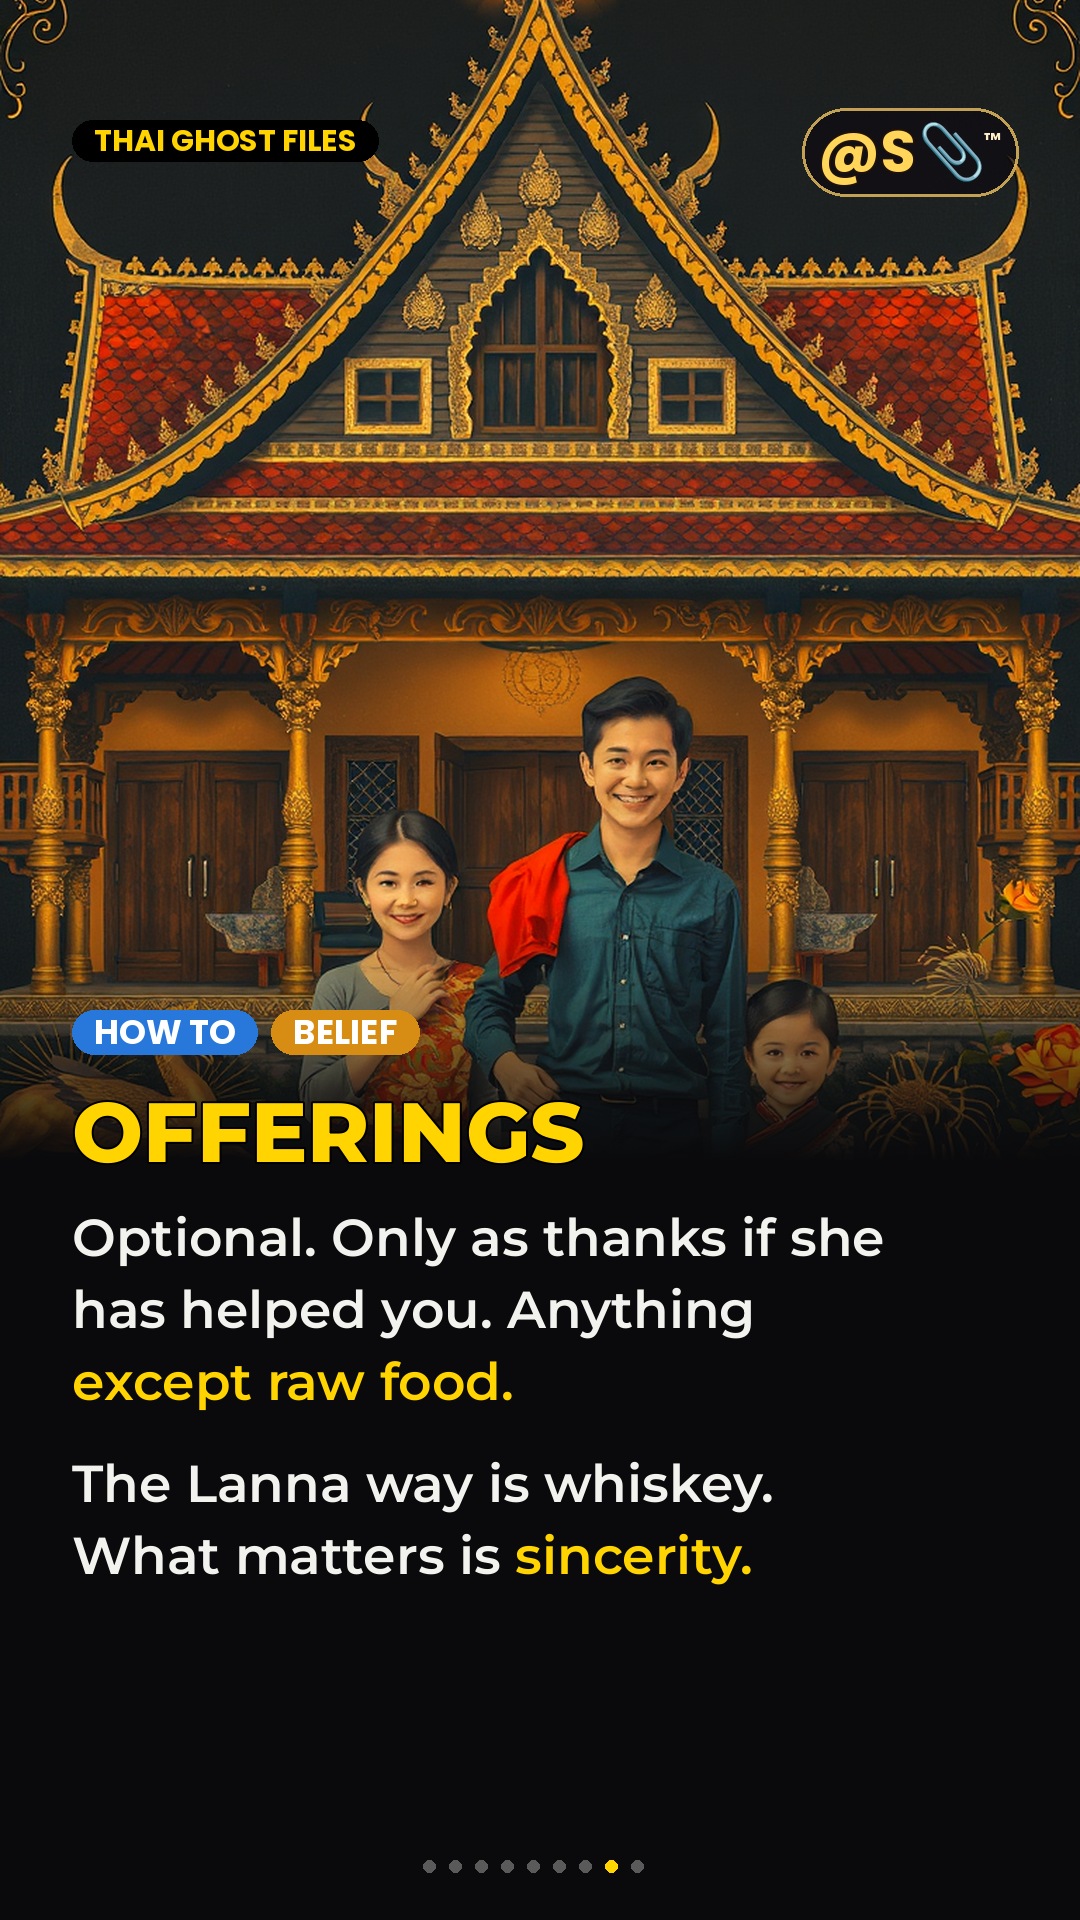 THAI GHOST FILES
@S📎™
HOW TO
BELIEF
OFFERINGS
Optional. Only as thanks if she
has helped you. Anything
except raw food.
The Lanna way is whiskey.
What matters is sincerity.